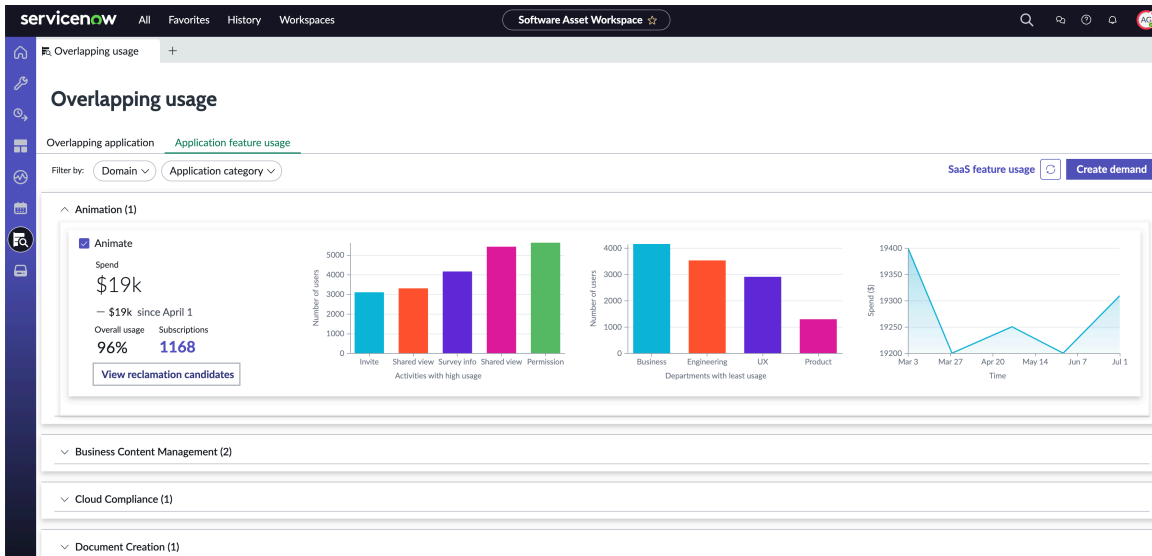 servicenow All Favorites History Workspaces Software Asset Workspace AG
Overlapping usage +
Overlapping usage
Overlapping application Application feature usage
Filter by: Domain Application category SaaS feature usage Create demand
Animation (1)
Animate
Spend
$19k
— $19k since April 1
Overall usage Subscriptions
96% 1168
View reclamation candidates
Number of users
5000
4000
3000
2000
1000
0
Invite Shared view Survey info Shared view Permission
Activities with high usage
Number of users
4000
3000
2000
1000
0
Business Engineering UX Product
Departments with least usage
Spend ($)
19400
19350
19300
19250
19200
Mar 3 Mar 27 Apr 20 May 14 Jun 7 Jul 1
Time
Business Content Management (2)
Cloud Compliance (1)
Document Creation (1)